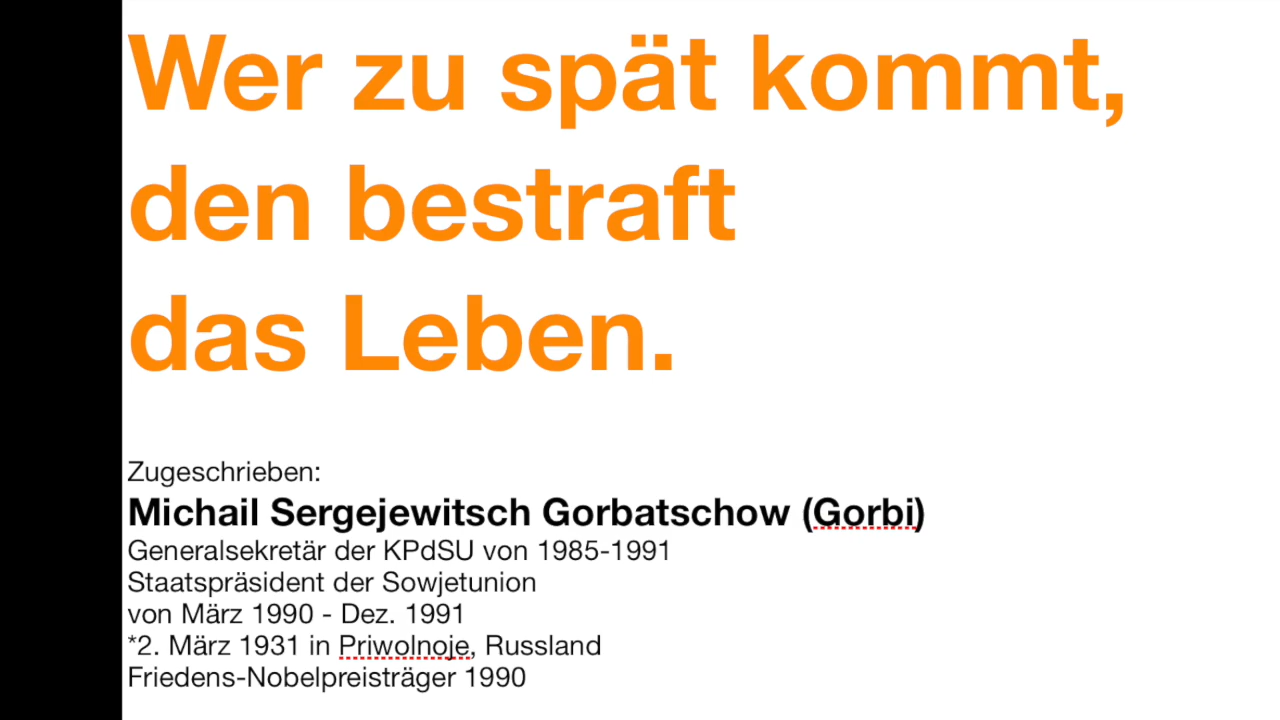 Wer zu spät kommt,
den bestraft
das Leben.
Zugeschrieben:
Michail Sergejewitsch Gorbatschow (Gorbi)
Generalsekretär der KPdSU von 1985-1991
Staatspräsident der Sowjetunion
von März 1990 - Dez. 1991
*2. März 1931 in Priwolnoje, Russland
Friedens-Nobelpreisträger 1990